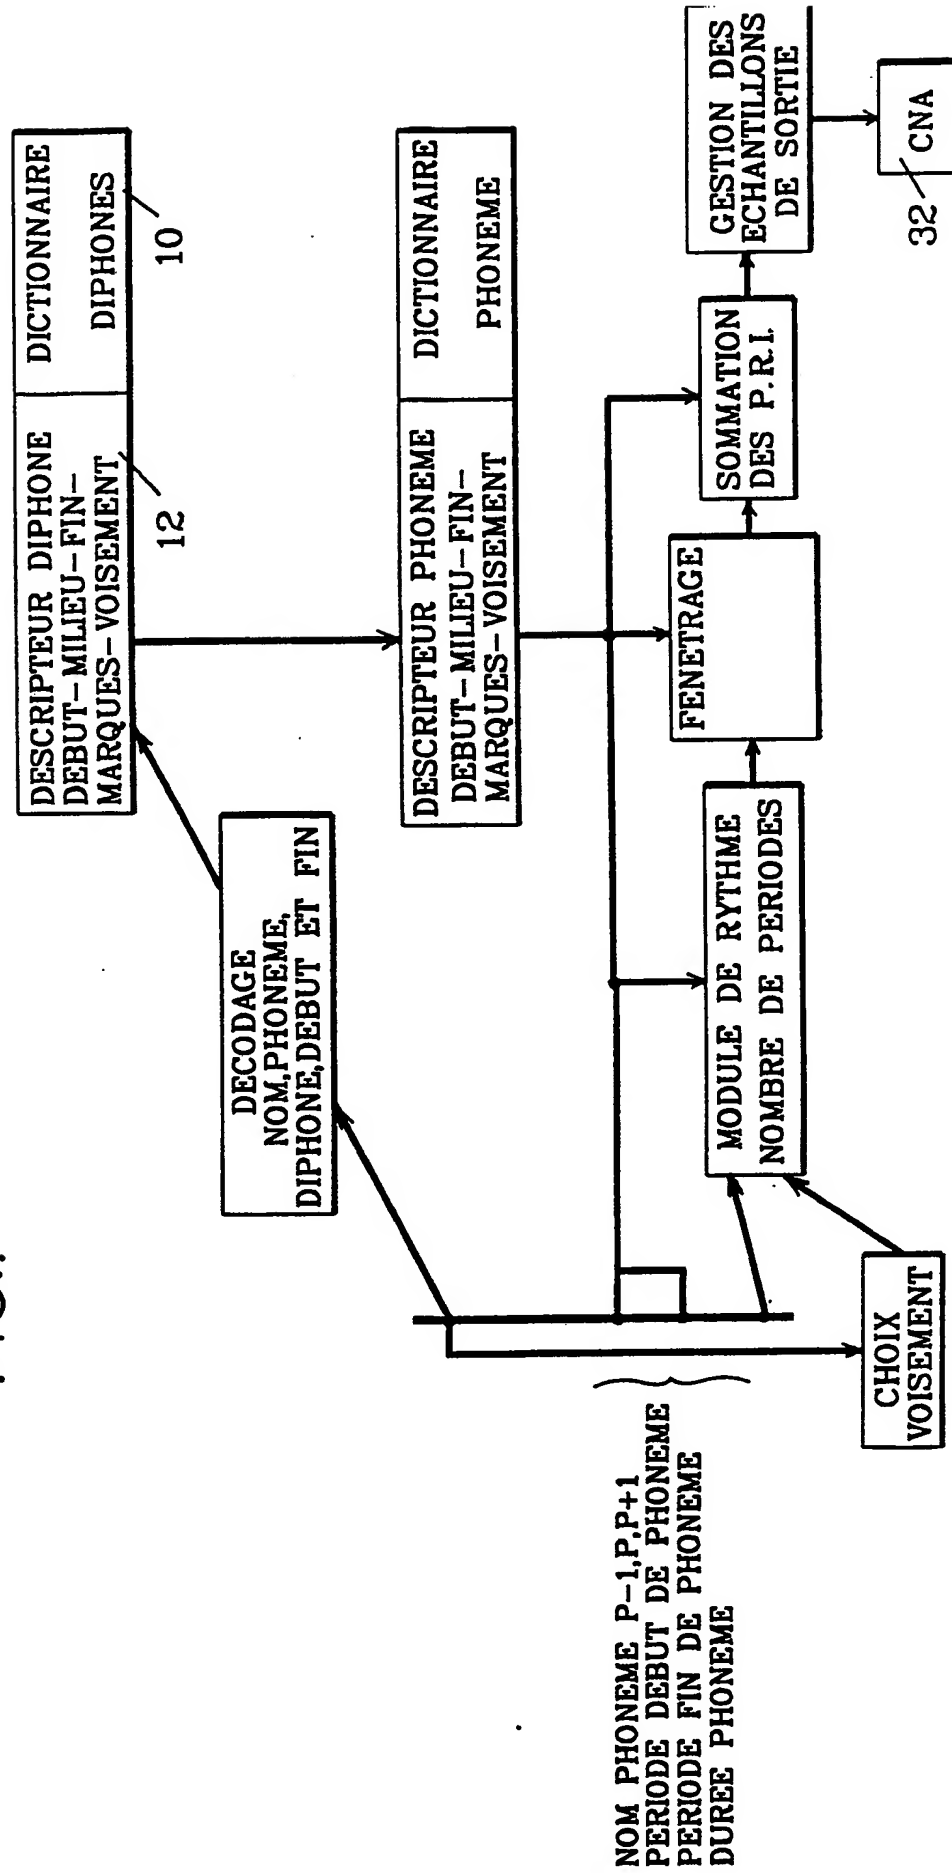 DESCRIPTEUR DIPHONE
DEBUT-MILIEU-FIN-
MARQUES-VOISEMENT
DICTIONNAIRE
DIPHONES
12
10
DECODAGE
NOM,PHONEME,
DIPHONE,DEBUT ET FIN
DESCRIPTEUR PHONEME
DEBUT-MILIEU-FIN-
MARQUES-VOISEMENT
DICTIONNAIRE
PHONEME
NOM PHONEME P-1,P,P+1
PERIODE DEBUT DE PHONEME
PERIODE FIN DE PHONEME
DUREE PHONEME
MODULE DE RYTHME
NOMBRE DE PERIODES
FENETRAGE
SOMMATION
DES P.R.I.
GESTION DES
ECHANTILLONS
DE SORTIE
CHOIX
VOISEMENT
32
CNA